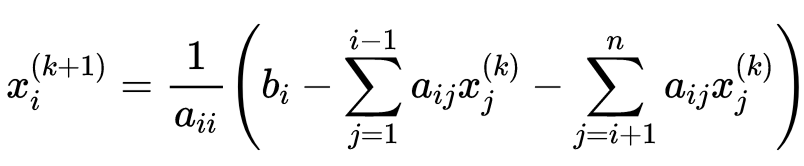 x_i^{(k+1)} = \frac{1}{a_{ii}} \left( b_i - \sum_{j=1}^{i-1} a_{ij} x_j^{(k)} - \sum_{j=i+1}^{n} a_{ij} x_j^{(k)} \right)